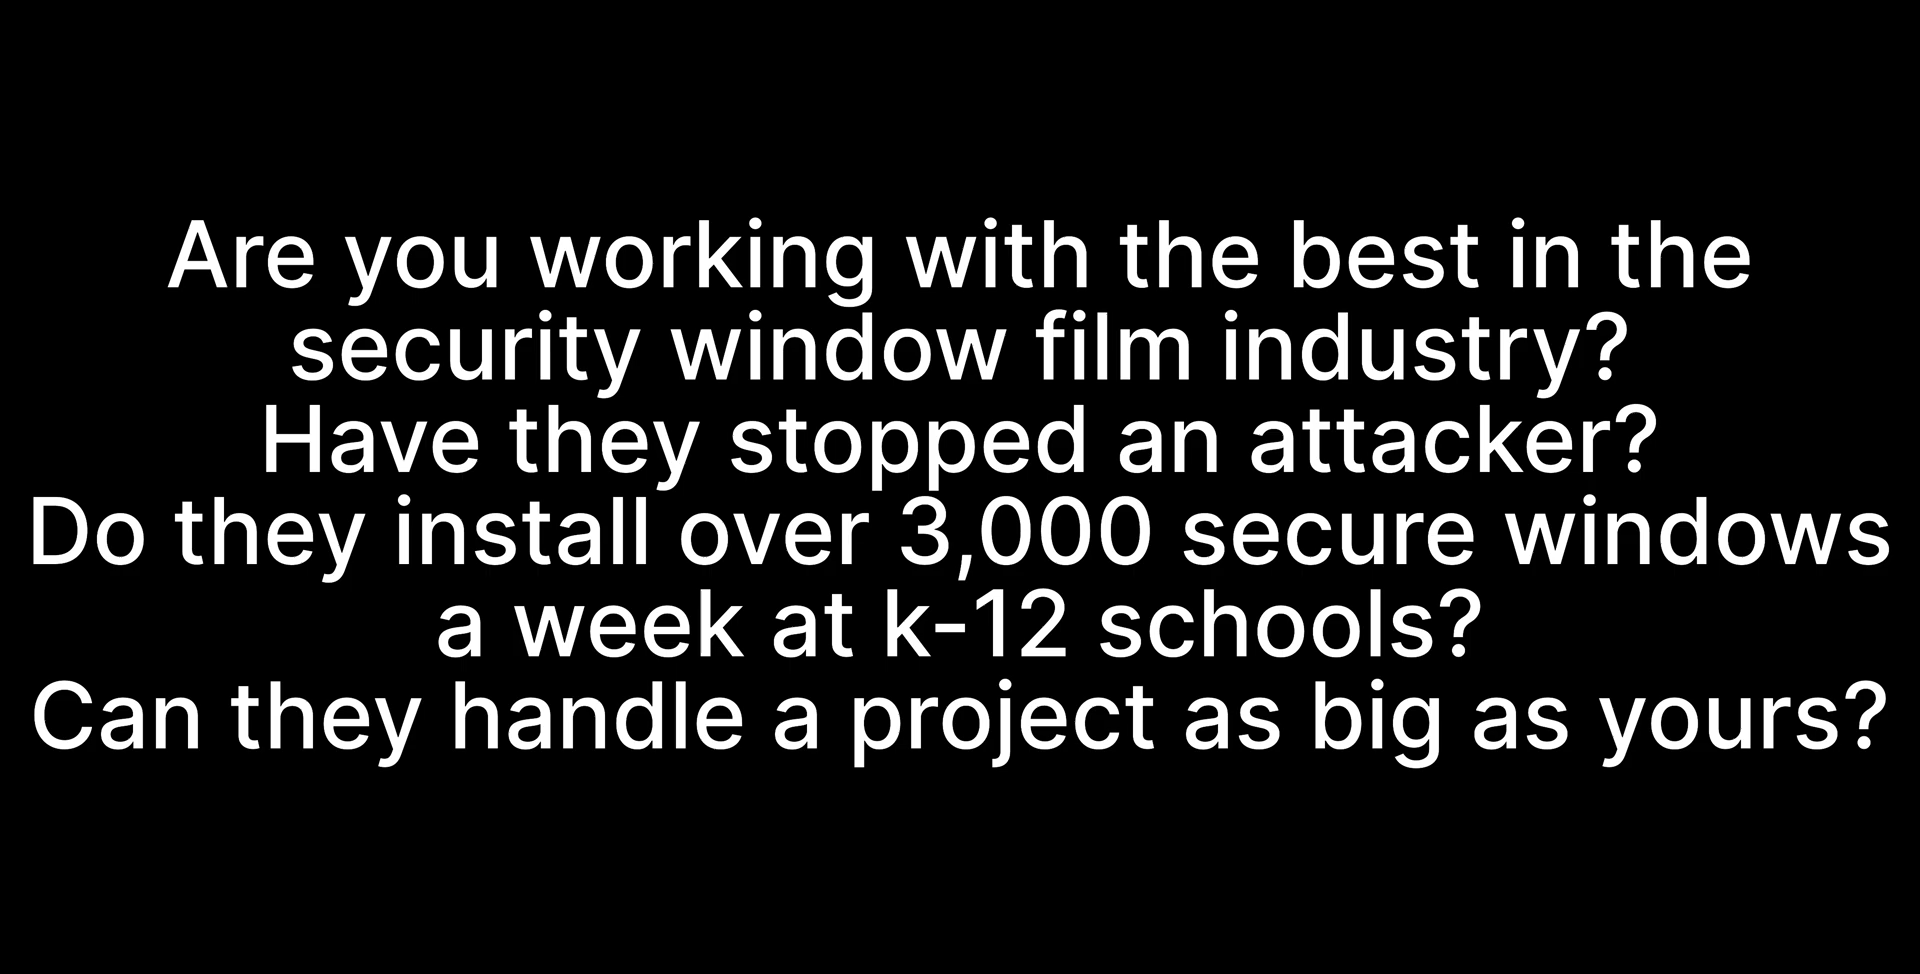 Are you working with the best in the
security window film industry?
Have they stopped an attacker?
Do they install over 3,000 secure windows
a week at k-12 schools?
Can they handle a project as big as yours?